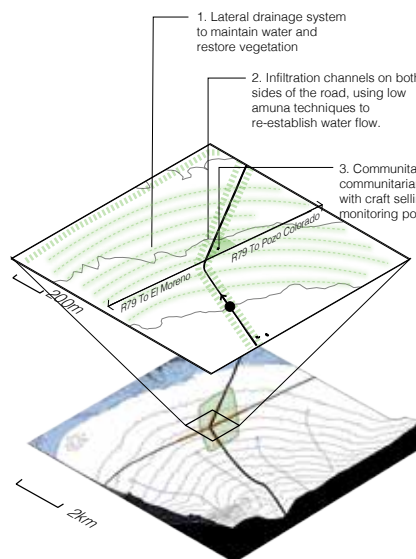 1. Lateral drainage system
to maintain water and
restore vegetation
2. Infiltration channels on both
sides of the road, using low
amuna techniques to
re-establish water flow.
3. Communita
communitaria
with craft selli
monitoring po
R79 To Pozo Colorado
R79 To El Moreno
200m
2km